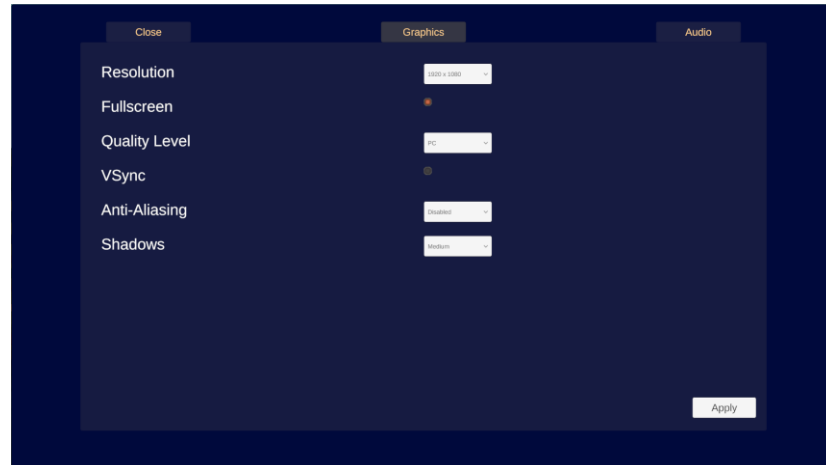 Close Graphics Audio
Resolution 1920 x 1080
Fullscreen
Quality Level PC
VSync
Anti-Aliasing Disabled
Shadows Medium
Apply